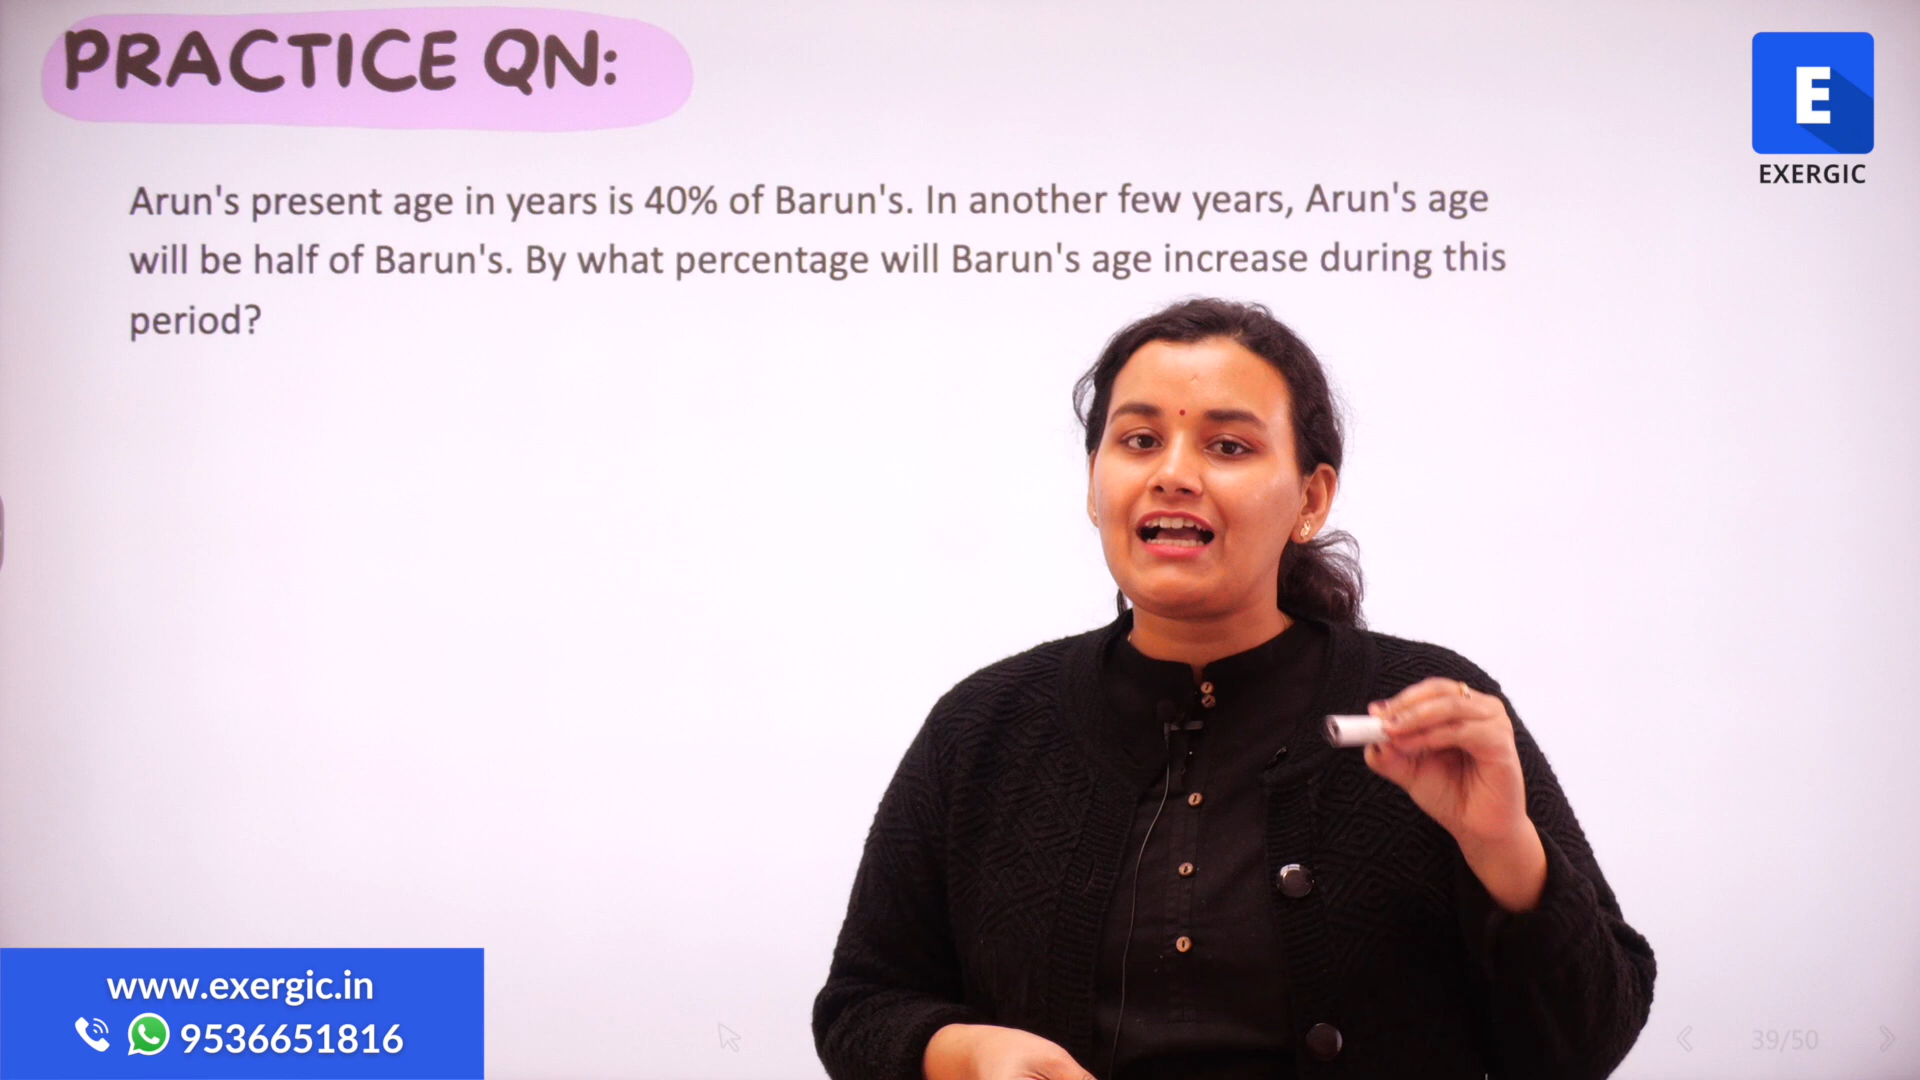 PRACTICE QN:
E
EXERGIC
Arun's present age in years is 40% of Barun's. In another few years, Arun's age
will be half of Barun's. By what percentage will Barun's age increase during this
period?
www.exergic.in
9536651816
39/50